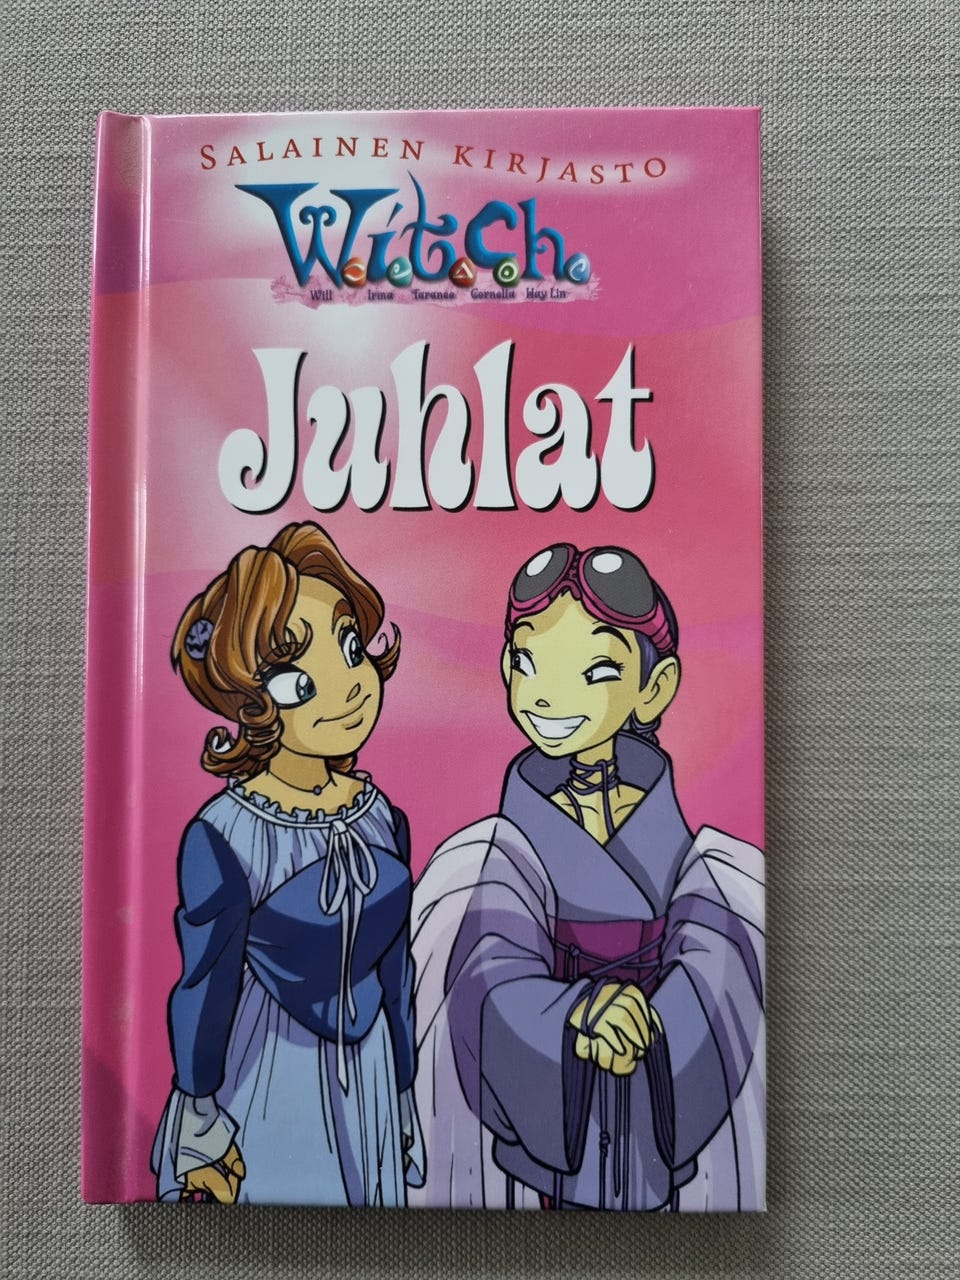 SALAINEN KIRJASTO
W.i.t.c.h.
Will Irma Taranee Cornelia Hay Lin
Juhlat